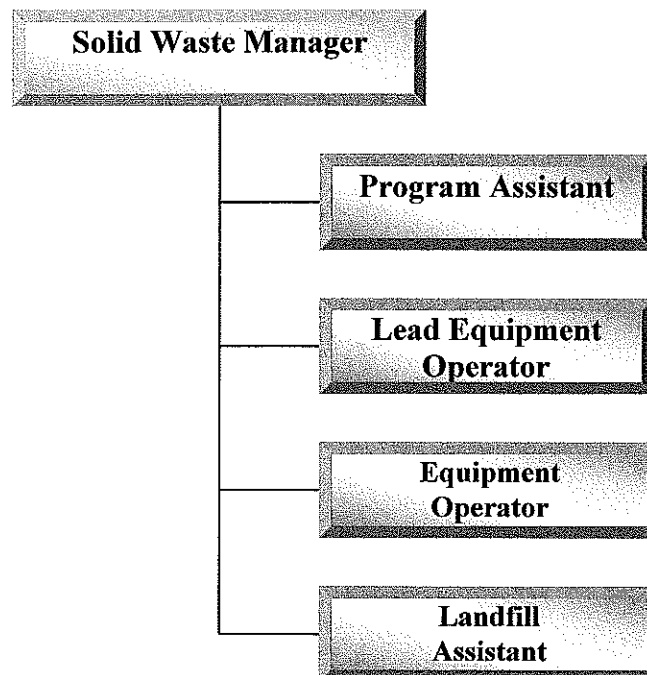 Solid Waste Manager
Program Assistant
Lead Equipment
Operator
Equipment
Operator
Landfill
Assistant